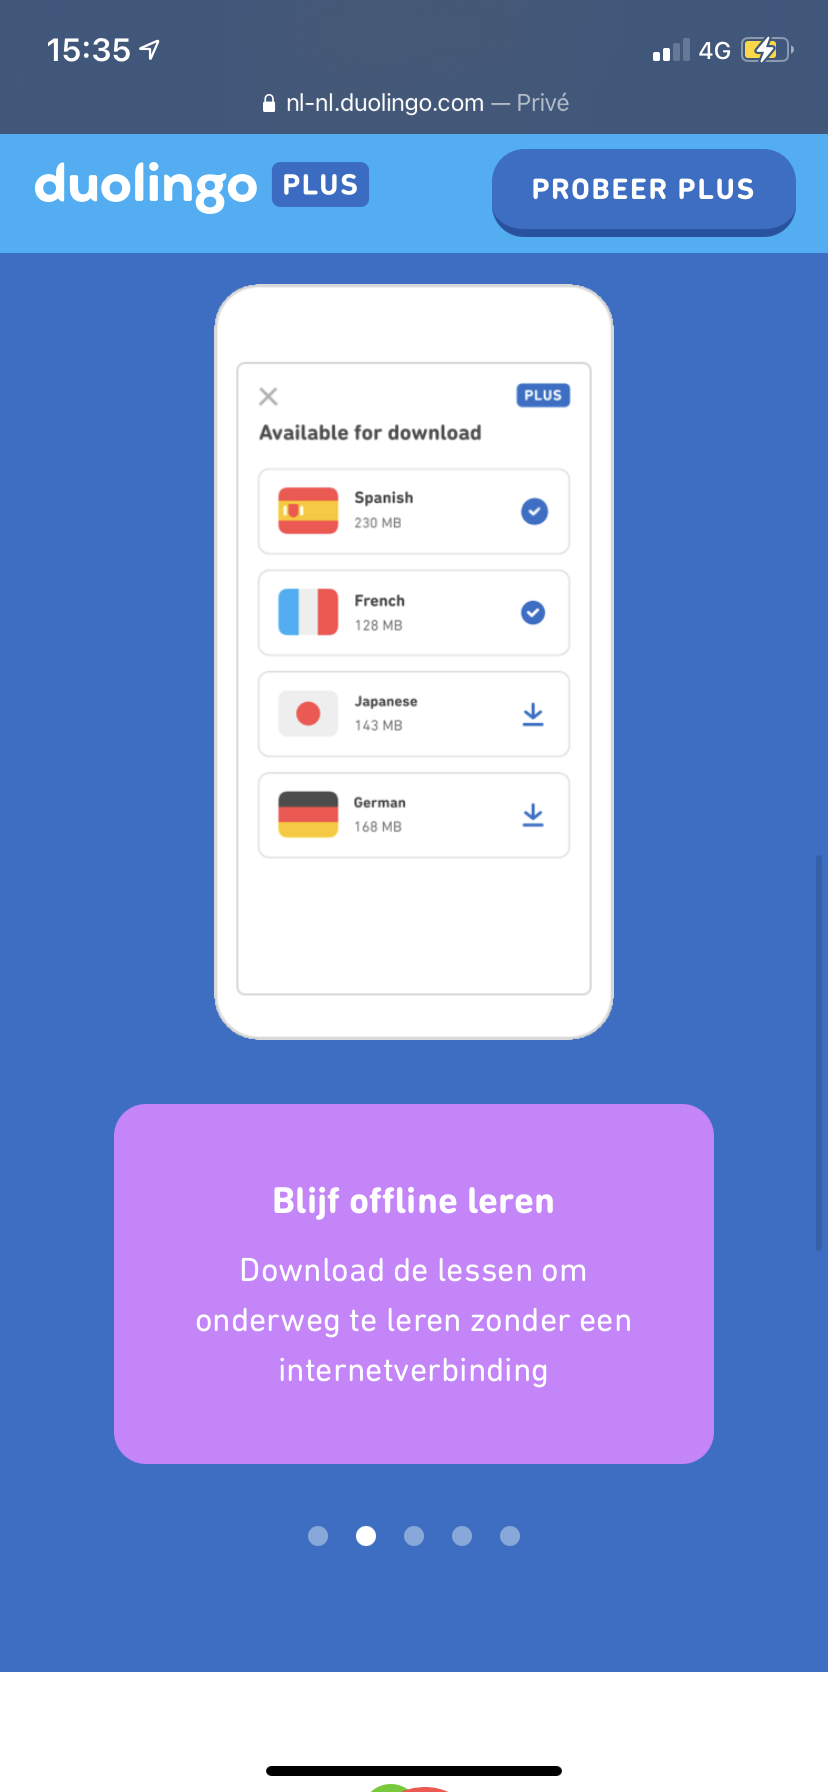 15:35
4G
nl-nl.duolingo.com — Privé
duolingo PLUS
PROBEER PLUS
PLUS
Available for download
Spanish
230 MB
French
128 MB
Japanese
143 MB
German
168 MB
Blijf offline leren
Download de lessen om
onderweg te leren zonder een
internetverbinding